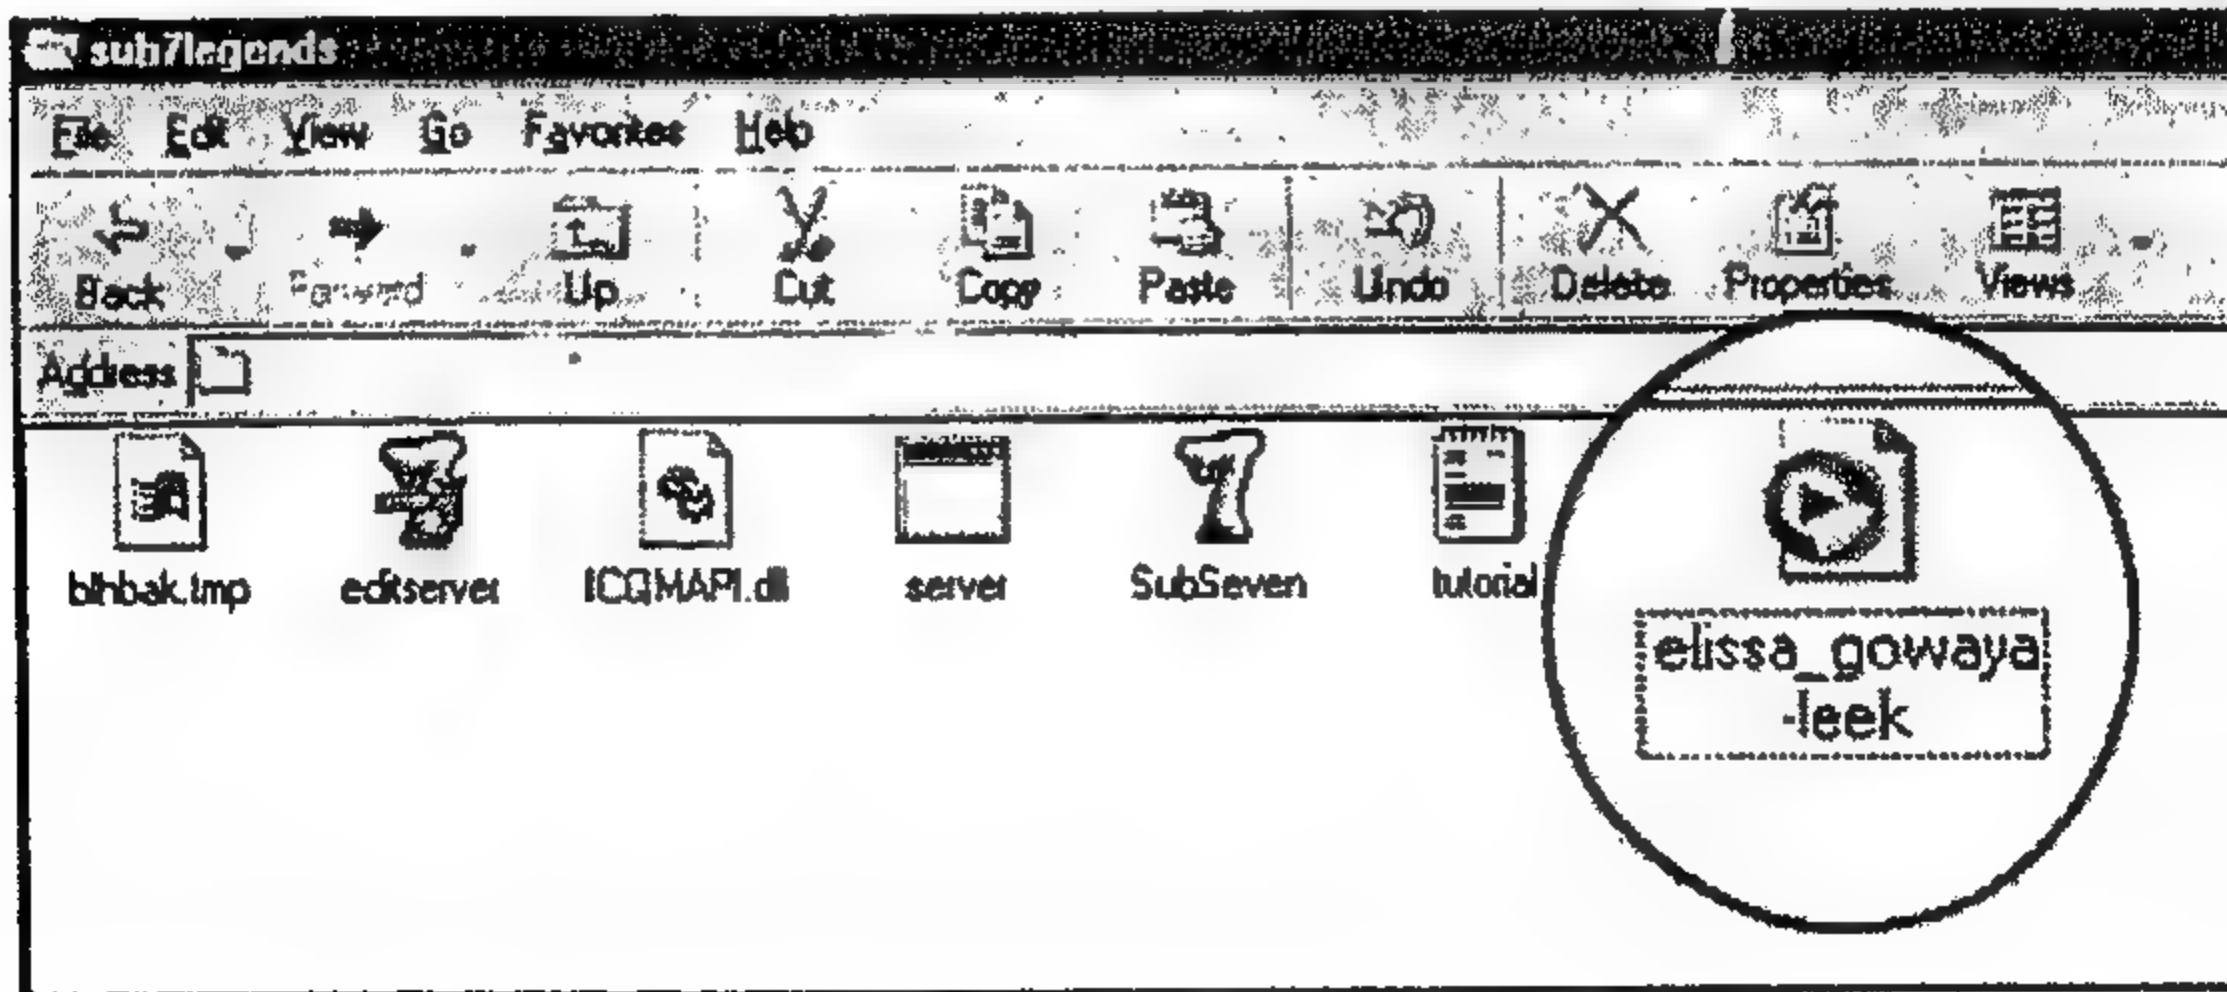 sub7legends
File Edit View Go Favorites Help
Back Forward Up Cut Copy Paste Undo Delete Properties Views
Address
blhbak.tmp editserver ICQMAPI.dll server SubSeven tutorial
elissa_gowaya
-leek